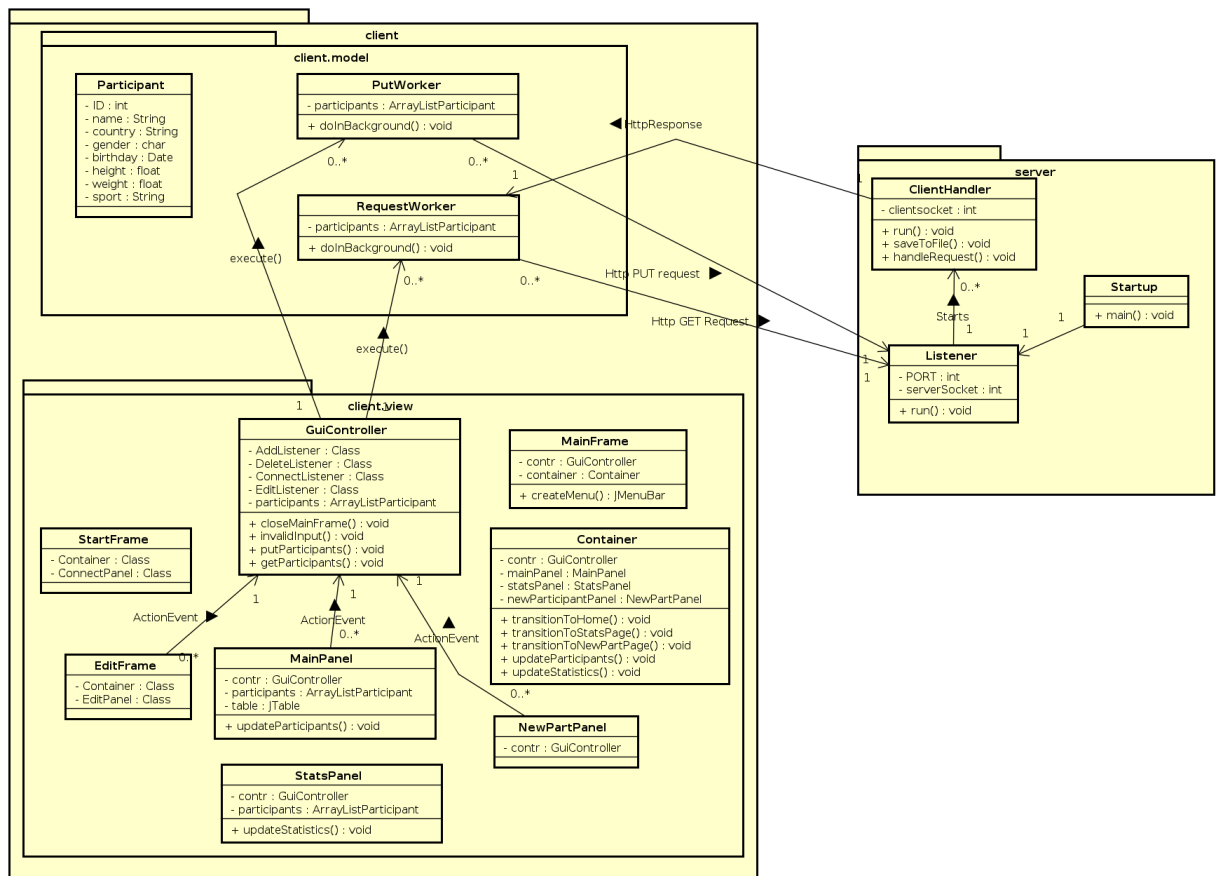 client
client.model
Participant
- ID : int
- name : String
- country : String
- gender : char
- birthday : Date
- height : float
- weight : float
- sport : String
PutWorker
- participants : ArrayListParticipant
+ doInBackground() : void
0..*
0..*
1
RequestWorker
- participants : ArrayListParticipant
+ doInBackground() : void
0..*
0..*
execute()
execute()
HttpResponse
Http PUT request
Http GET Request
server
1
ClientHandler
- clientsocket : int
+ run() : void
+ saveToFile() : void
+ handleRequest() : void
0..*
Starts
1
Startup
+ main() : void
1
1
1
1
Listener
- PORT : int
- serverSocket : int
+ run() : void
client.view
1
1
GuiController
- AddListener : Class
- DeleteListener : Class
- ConnectListener : Class
- EditListener : Class
- participants : ArrayListParticipant
+ closeMainFrame() : void
+ invalidInput() : void
+ putParticipants() : void
+ getParticipants() : void
MainFrame
- contr : GuiController
- container : Container
+ createMenu() : JMenuBar
StartFrame
- Container : Class
- ConnectPanel : Class
Container
- contr : GuiController
- mainPanel : MainPanel
- statsPanel : StatsPanel
- newParticipantPanel : NewPartPanel
+ transitionToHome() : void
+ transitionToStatsPage() : void
+ transitionToNewPartPage() : void
+ updateParticipants() : void
+ updateStatistics() : void
1
1
1
ActionEvent
ActionEvent
ActionEvent
0..*
0..*
0..*
EditFrame
- Container : Class
- EditPanel : Class
MainPanel
- contr : GuiController
- participants : ArrayListParticipant
- table : JTable
+ updateParticipants() : void
NewPartPanel
- contr : GuiController
StatsPanel
- contr : GuiController
- participants : ArrayListParticipant
+ updateStatistics() : void